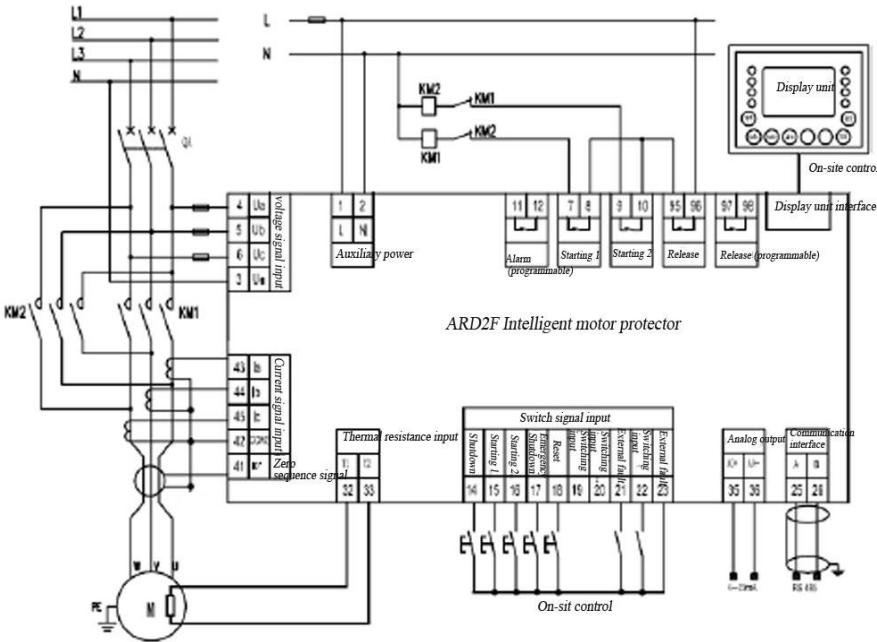 L1
L2
L3
N
L
N
KM2
KM1
KM2
KM1
Display unit
On-site contro
4 Ua
5 Ub
6 Uc
3
voltage signal input
1 2
L N
Auxiliary power
11 12
Alarm
(programmable)
7 8
Starting 1
9 10
Starting 2
95 96
Release
97 98
Release (programmable)
Display unit interface
KM2
KM1
ARD2F Intelligent motor protector
43
44
45 Ic
42
41
Current signal input
Zero
sequence signal
Thermal resistance input
T1 T2
32 33
Switch signal input
Shutdown
Starting 1
Starting 2
Emergency
Shutdown
Reset
Switching
input
Switching
input
External fault
Switching
input
External fault
14 15 16 17 18 19 20 21 22 23
Analog output
35 36
Communication
interface
A B
25 26
On-sit control
4—20mA
RS 485
W V U
PE
M